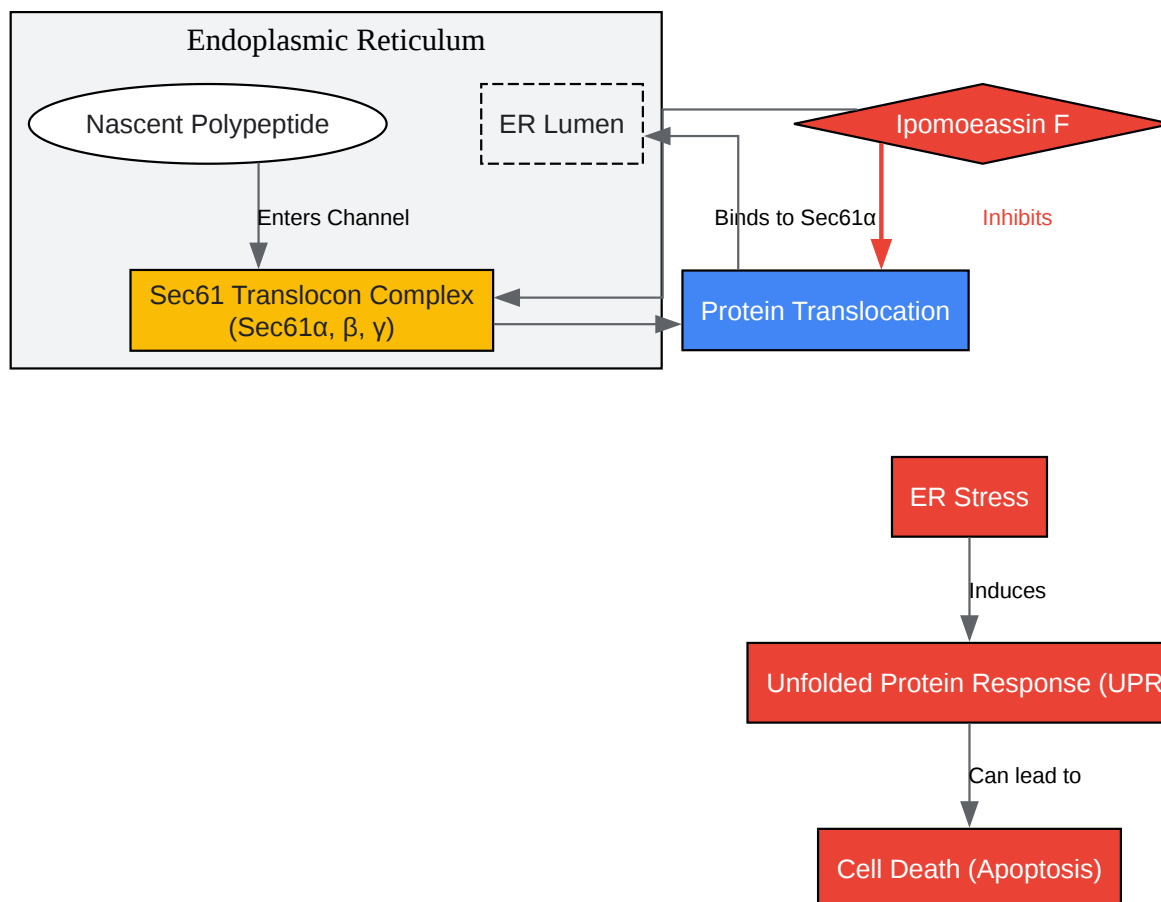 Endoplasmic Reticulum
Nascent Polypeptide
ER Lumen
Ipomoeassin F
Enters Channel
Binds to Sec61α
Inhibits
Sec61 Translocon Complex
(Sec61α, β, γ)
Protein Translocation
ER Stress
Induces
Unfolded Protein Response (UPR
Can lead to
Cell Death (Apoptosis)